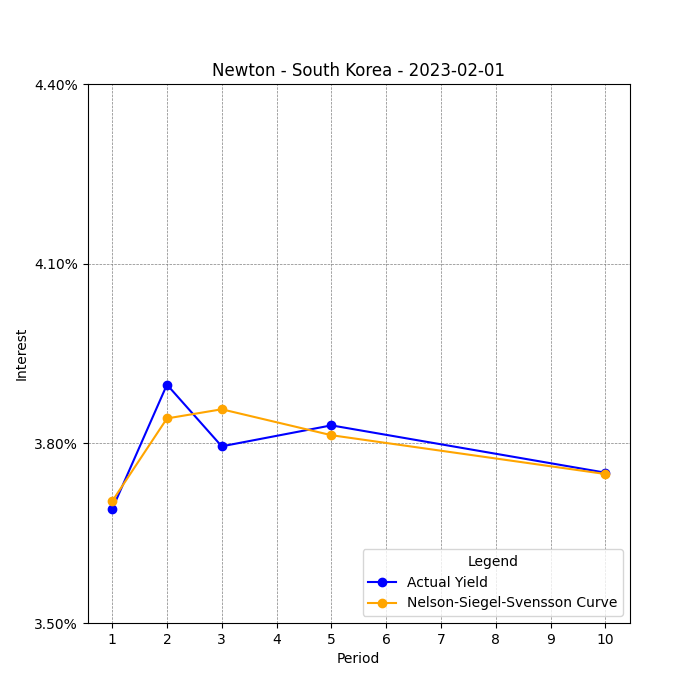 Newton - South Korea - 2023-02-01
4.40%
4.10%
3.80%
3.50%
Interest
1 2 3 4 5 6 7 8 9 10
Period
Legend
Actual Yield
Nelson-Siegel-Svensson Curve